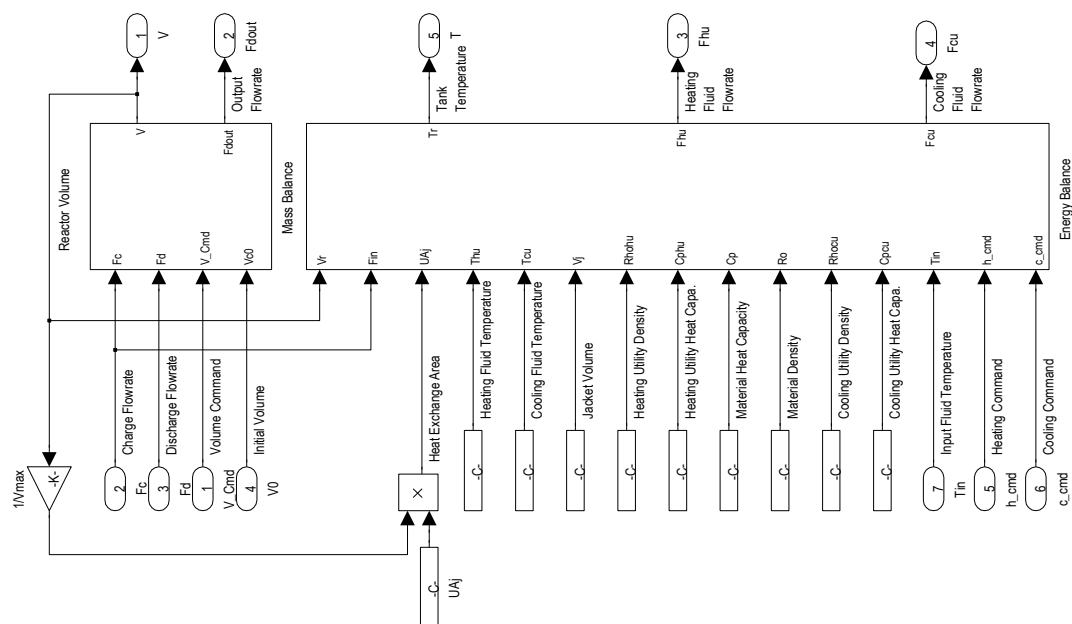 1/Vmax
-K-
2
Fc
Charge Flowrate
3
Fd
Discharge Flowrate
1
V_Cmd
Volume Command
4
V0
Initial Volume
Fc
Fd
V_Cmd
Vc0
V
Fdout
Reactor Volume
Mass Balance
1
V
Output
Flowrate
2
Fdout
-C-
UAj
×
Heat Exchange Area
-C-
Heating Fluid Temperature
-C-
Cooling Fluid Temperature
-C-
Jacket Volume
-C-
Heating Utility Density
-C-
Heating Utility Heat Capa.
-C-
Material Heat Capacity
-C-
Material Density
-C-
Cooling Utility Density
-C-
Cooling Utility Heat Capa.
7
Tin
Input Fluid Temperature
5
h_cmd
Heating Command
6
c_cmd
Cooling Command
Vr
Fin
UAj
Thu
Tcu
Vj
Rhohu
Cphu
Cp
Ro
Rhocu
Cpcu
Tin
h_cmd
c_cmd
Tr
Fhu
Fcu
Energy Balance
Tank
Temperature
5
T
Heating
Fluid
Flowrate
3
Fhu
Cooling
Fluid
Flowrate
4
Fcu